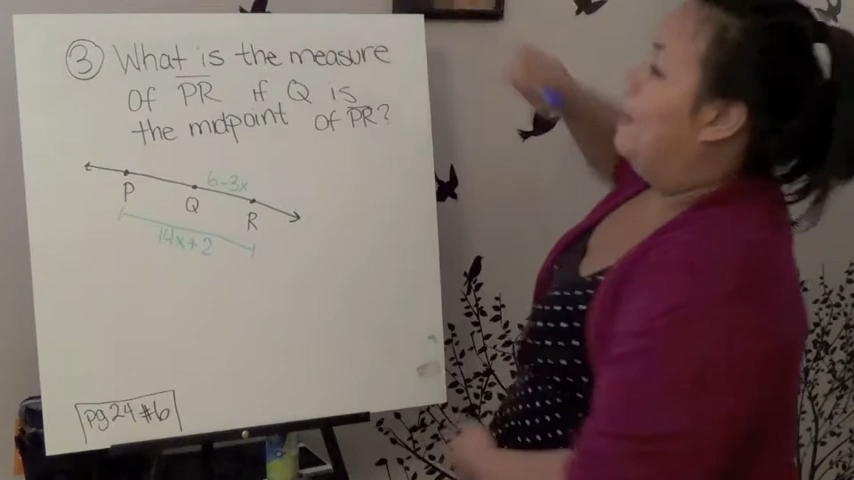 ③ What is the measure
of PR if Q is
the midpoint of PR?
6-3x
P
Q
R
14x+2
pg 24 #6